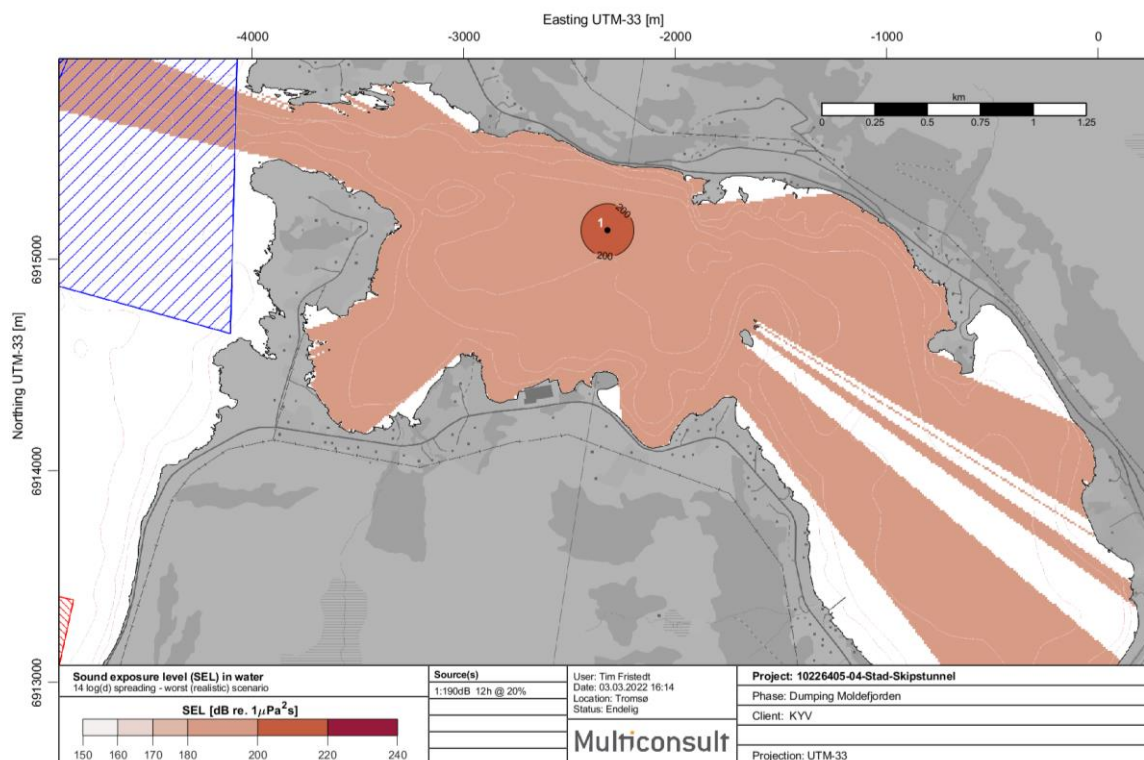 Easting UTM-33 [m]
-4000 -3000 -2000 -1000 0
km
0 0.25 0.5 0.75 1 1.25
Northing UTM-33 [m]
6915000
6914000
6913000
200
1
200
Sound exposure level (SEL) in water
14 log(d) spreading - worst (realistic) scenario
SEL [dB re. 1μPa²s]
150 160 170 180 200 220 240
Source(s)
1:190dB 12h @ 20%
User: Tim Fristedt
Date: 03.03.2022 16:14
Location: Tromsø
Status: Endelig
Multiconsult
Project: 10226405-04-Stad-Skipstunnel
Phase: Dumping Moldefjorden
Client: KYV
Projection: UTM-33